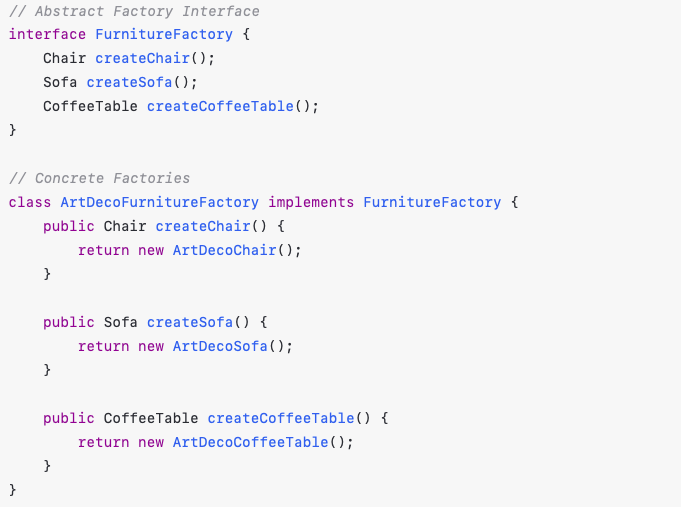 // Abstract Factory Interface
interface FurnitureFactory {
    Chair createChair();
    Sofa createSofa();
    CoffeeTable createCoffeeTable();
}

// Concrete Factories
class ArtDecoFurnitureFactory implements FurnitureFactory {
    public Chair createChair() {
        return new ArtDecoChair();
    }

    public Sofa createSofa() {
        return new ArtDecoSofa();
    }

    public CoffeeTable createCoffeeTable() {
        return new ArtDecoCoffeeTable();
    }
}